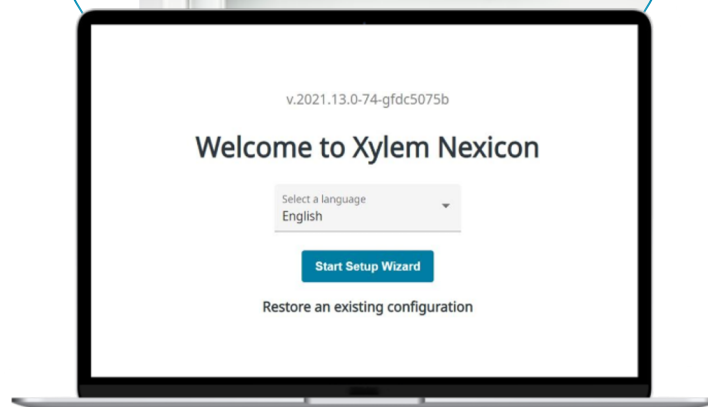 v.2021.13.0-74-gfdc5075b
Welcome to Xylem Nexicon
Select a language
English
Start Setup Wizard
Restore an existing configuration